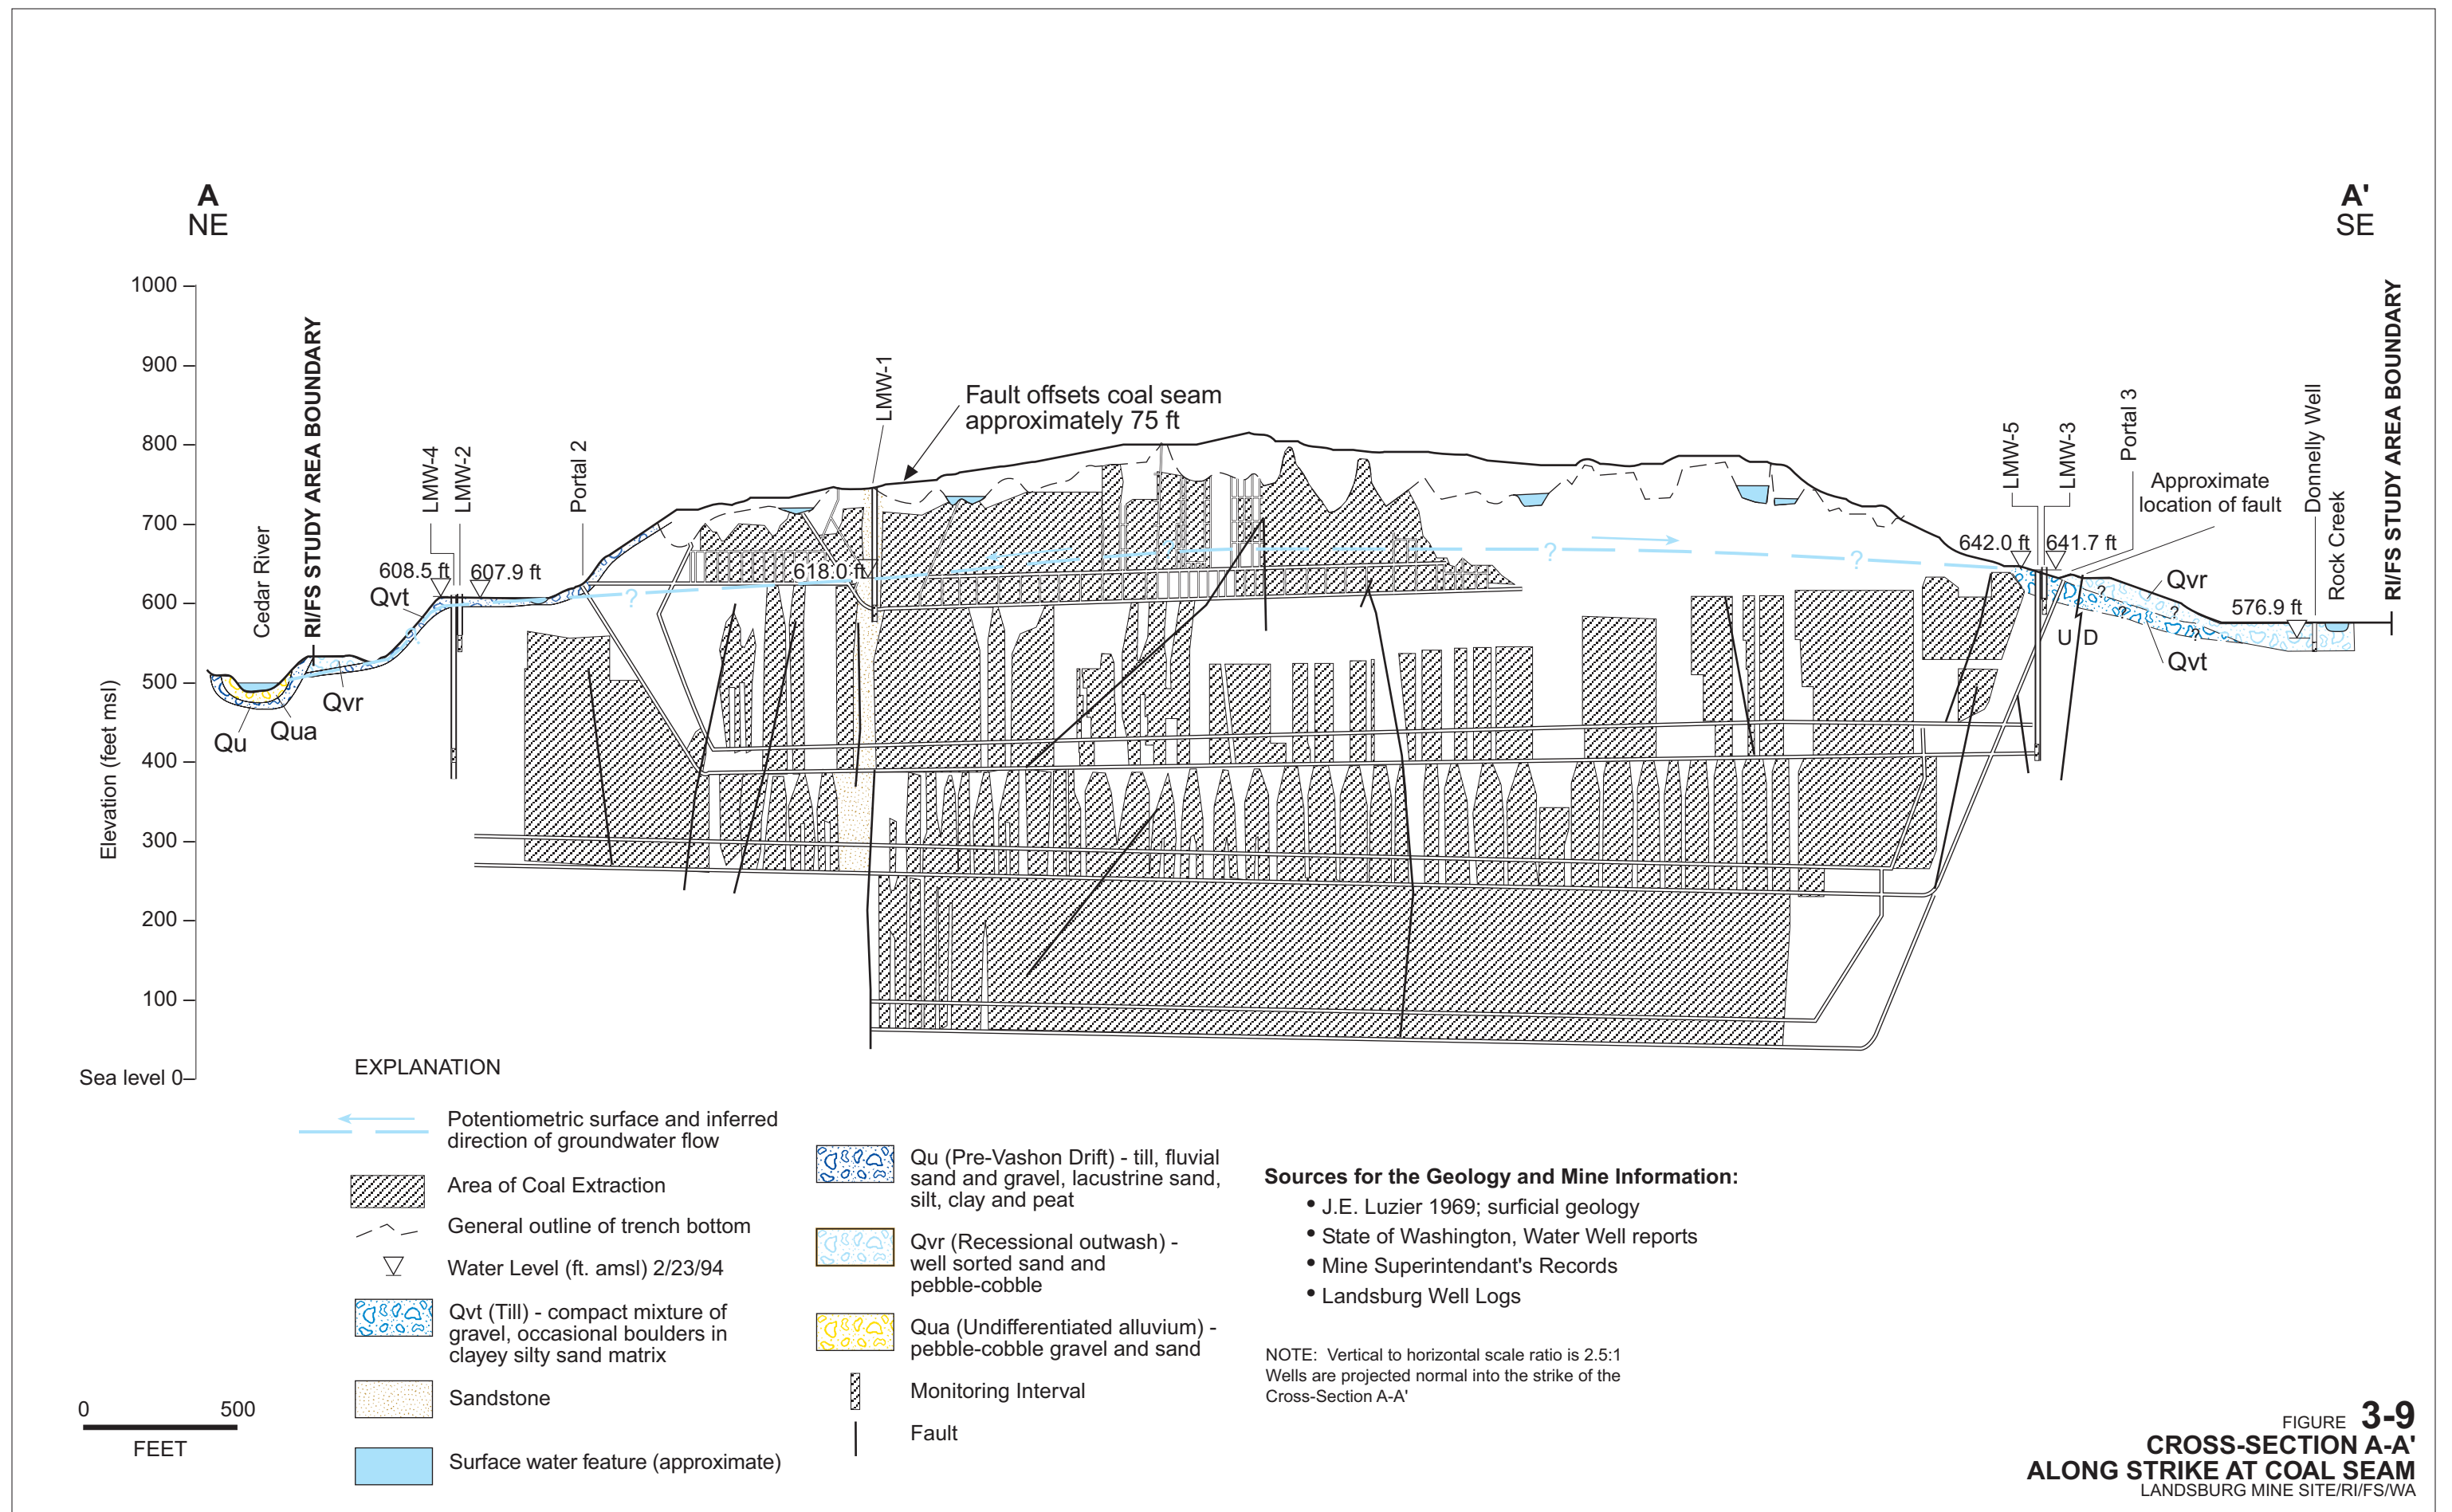 A
NE
A'
SE
1000
900
800
700
600
500
400
300
200
100
Sea level 0
Elevation (feet msl)
Cedar River
RI/FS STUDY AREA BOUNDARY
LMW-4
LMW-2
Portal 2
LMW-1
Fault offsets coal seam
approximately 75 ft
LMW-5
LMW-3
Portal 3
Approximate
location of fault
Donnelly Well
Rock Creek
RI/FS STUDY AREA BOUNDARY
608.5 ft
607.9 ft
618.0 ft
642.0 ft
641.7 ft
576.9 ft
Qvt
Qvr
Qua
Qu
Qvr
Qvt
U D
?
?
?
?
?
?
?
?
?
EXPLANATION
Potentiometric surface and inferred
direction of groundwater flow
Area of Coal Extraction
General outline of trench bottom
Water Level (ft. amsl) 2/23/94
Qvt (Till) - compact mixture of
gravel, occasional boulders in
clayey silty sand matrix
Sandstone
Surface water feature (approximate)
Qu (Pre-Vashon Drift) - till, fluvial
sand and gravel, lacustrine sand,
silt, clay and peat
Qvr (Recessional outwash) -
well sorted sand and
pebble-cobble
Qua (Undifferentiated alluvium) -
pebble-cobble gravel and sand
Monitoring Interval
Fault
Sources for the Geology and Mine Information:
• J.E. Luzier 1969; surficial geology
• State of Washington, Water Well reports
• Mine Superintendant's Records
• Landsburg Well Logs
NOTE: Vertical to horizontal scale ratio is 2.5:1
Wells are projected normal into the strike of the
Cross-Section A-A'
0 500
FEET
FIGURE 3-9
CROSS-SECTION A-A'
ALONG STRIKE AT COAL SEAM
LANDSBURG MINE SITE/RI/FS/WA